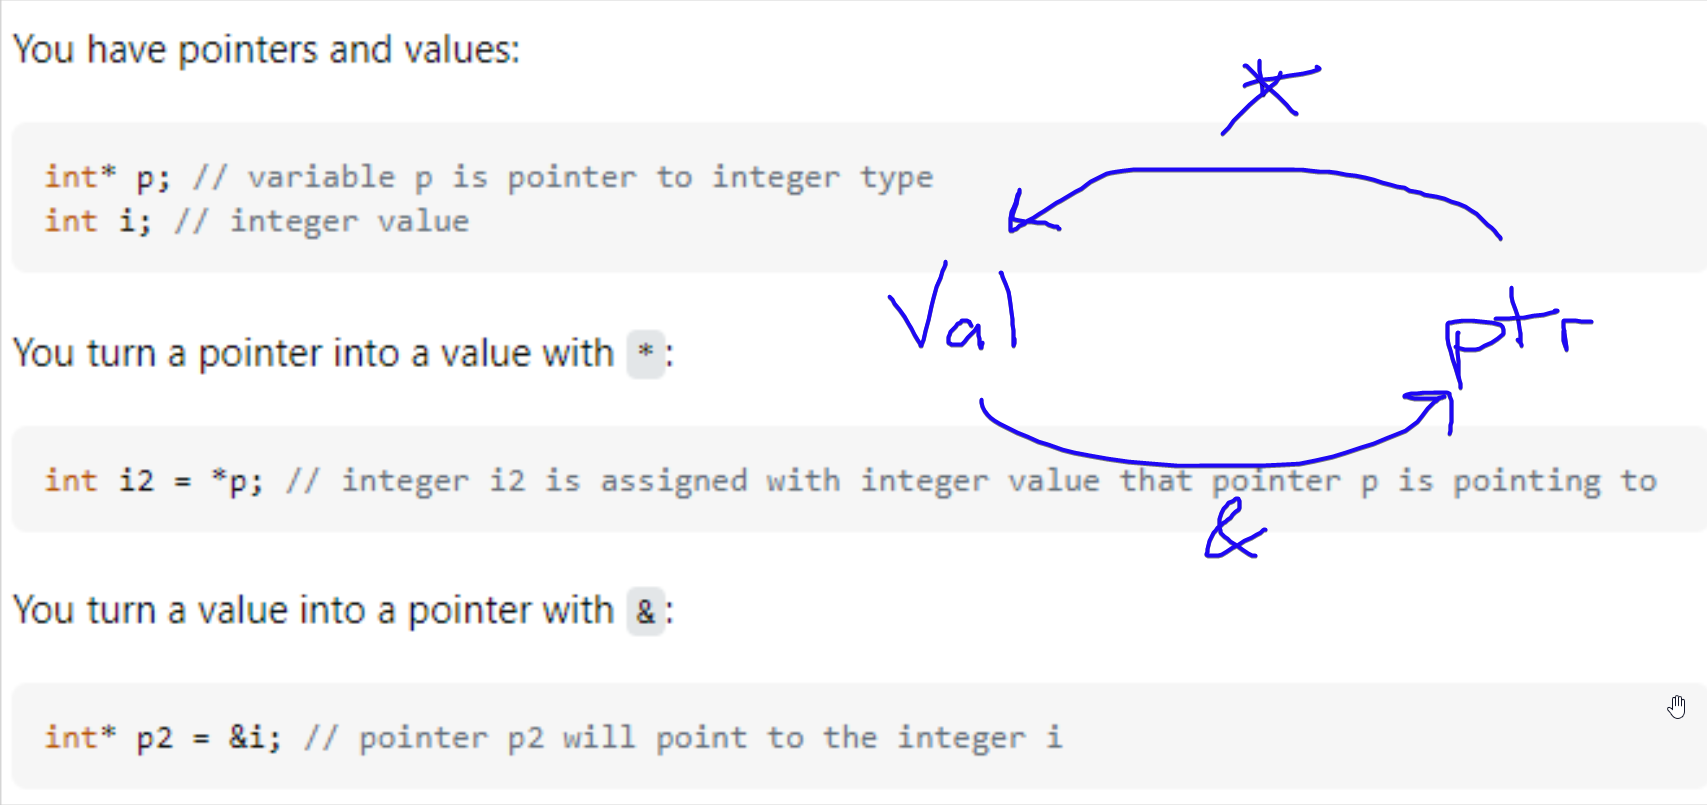 You have pointers and values:
*
int* p; // variable p is pointer to integer type
int i; // integer value
Val
ptr
You turn a pointer into a value with *:
int i2 = *p; // integer i2 is assigned with integer value that pointer p is pointing to
&
You turn a value into a pointer with &:
int* p2 = &i; // pointer p2 will point to the integer i